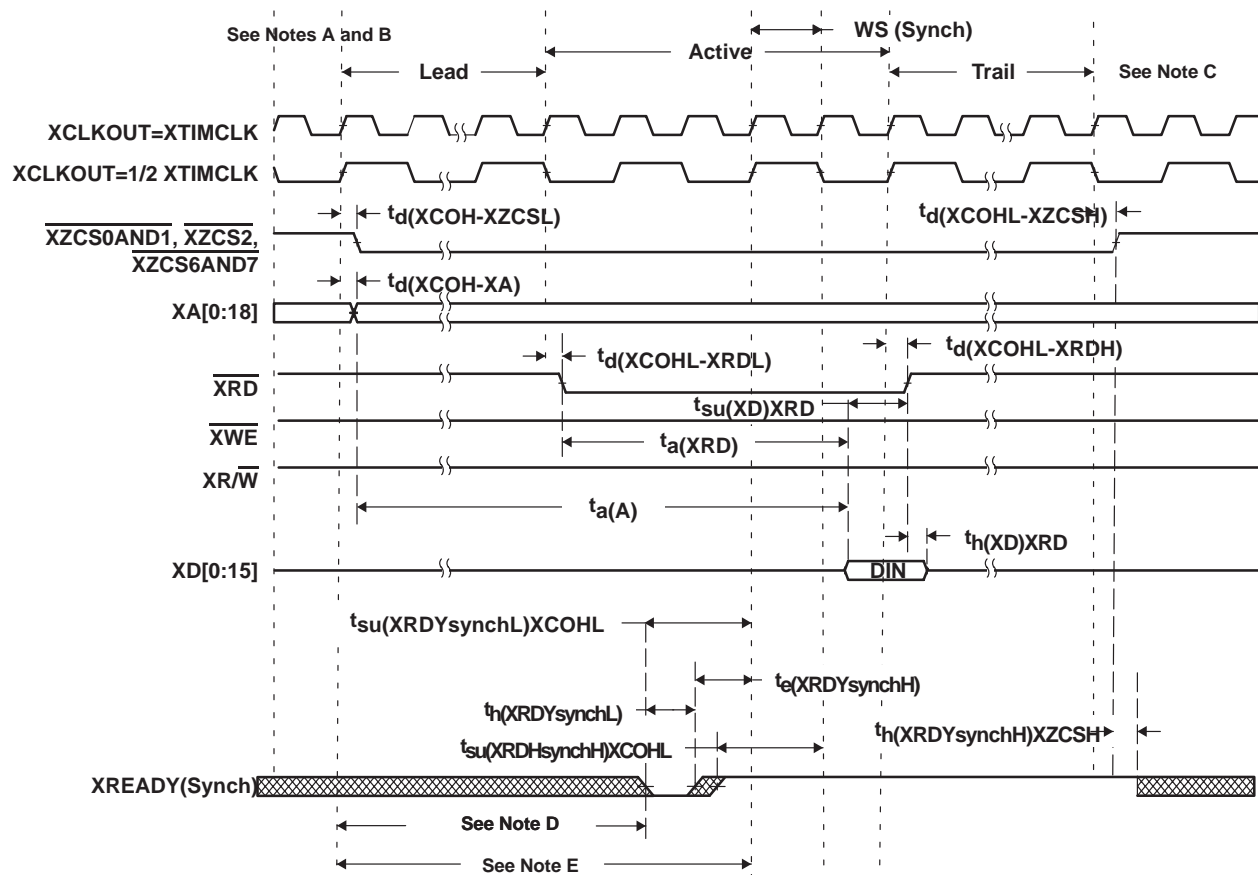 WS (Synch)
See Notes A and B
Active
Lead
Trail
See Note C
XCLKOUT=XTIMCLK
XCLKOUT=1/2 XTIMCLK
td(XCOH-XZCSL)
td(XCOHL-XZCSH)
XZCS0AND1, XZCS2,
XZCS6AND7
td(XCOH-XA)
XA[0:18]
td(XCOHL-XRDL)
td(XCOHL-XRDH)
XRD
tsu(XD)XRD
XWE
ta(XRD)
XR/W
ta(A)
th(XD)XRD
XD[0:15]
DIN
tsu(XRDYsynchL)XCOHL
te(XRDYsynchH)
th(XRDYsynchL)
th(XRDYsynchH)XZCSH
tsu(XRDHsynchH)XCOHL
XREADY(Synch)
See Note D
See Note E